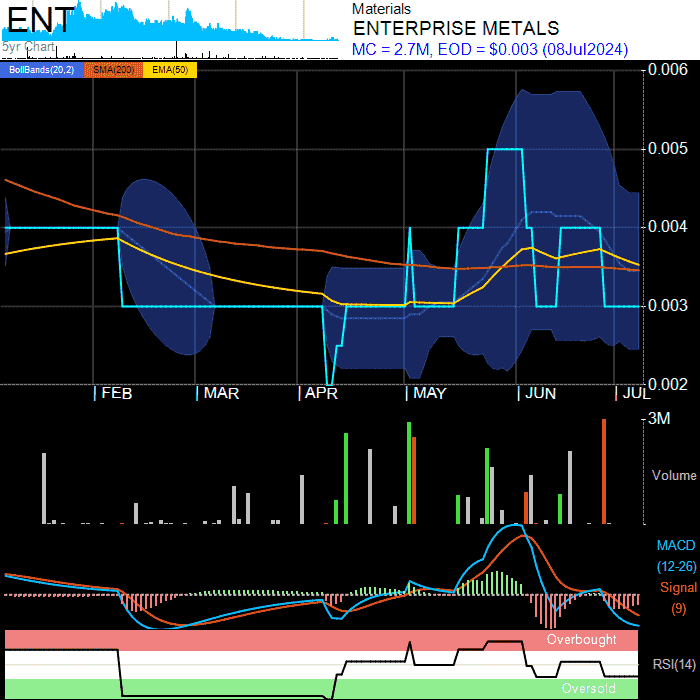 ENT
5yr Chart
Materials
ENTERPRISE METALS
MC = 2.7M, EOD = $0.003 (08Jul2024)
BollBands(20,2) SMA(200) EMA(50)
0.006
0.005
0.004
0.003
0.002
| FEB | MAR | APR | MAY | JUN | JUL
3M
Volume
MACD
(12-26)
Signal
(9)
Overbought
RSI(14)
Oversold